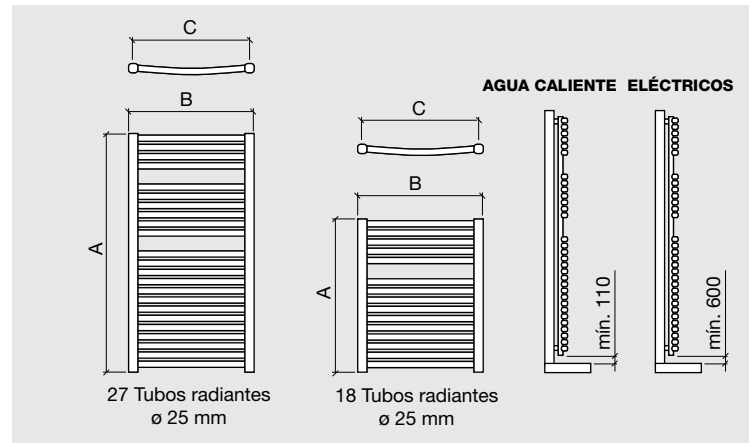 C
B
A
27 Tubos radiantes
ø 25 mm
C
B
A
18 Tubos radiantes
ø 25 mm
AGUA CALIENTE ELÉCTRICOS
mín. 110
mín. 600